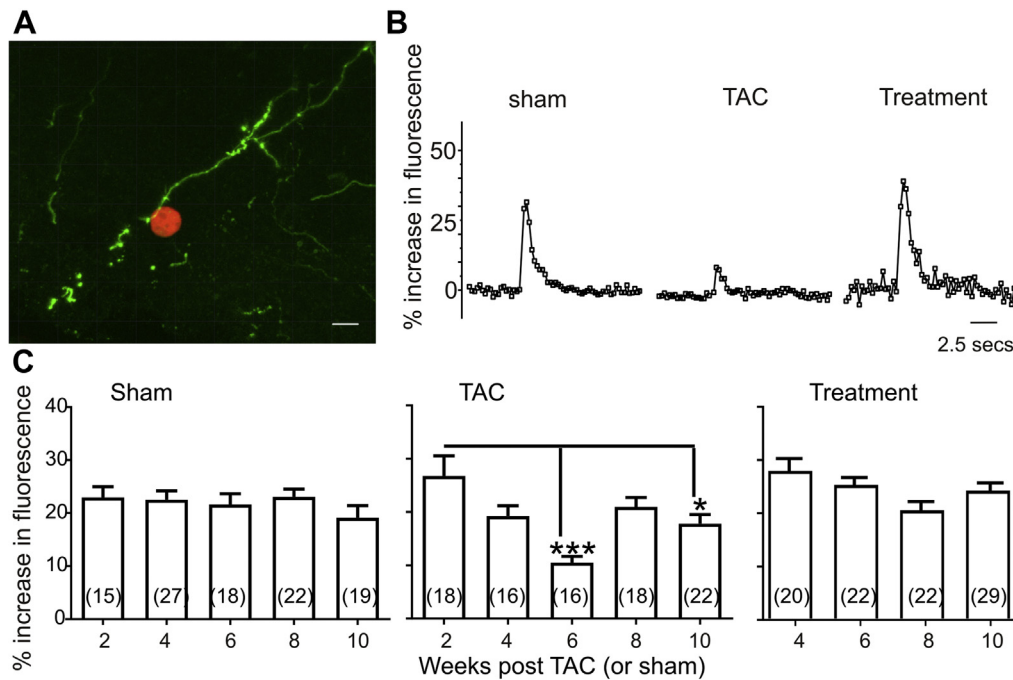 A
B
sham TAC Treatment
% increase in fluorescence
50
25
0
2.5 secs
C
Sham TAC Treatment
% increase in fluorescence
40
30
20
10
0
*** *
(15) (27) (18) (22) (19) (18) (16) (16) (18) (22) (20) (22) (22) (29)
2 4 6 8 10 2 4 6 8 10 4 6 8 10
Weeks post TAC (or sham)